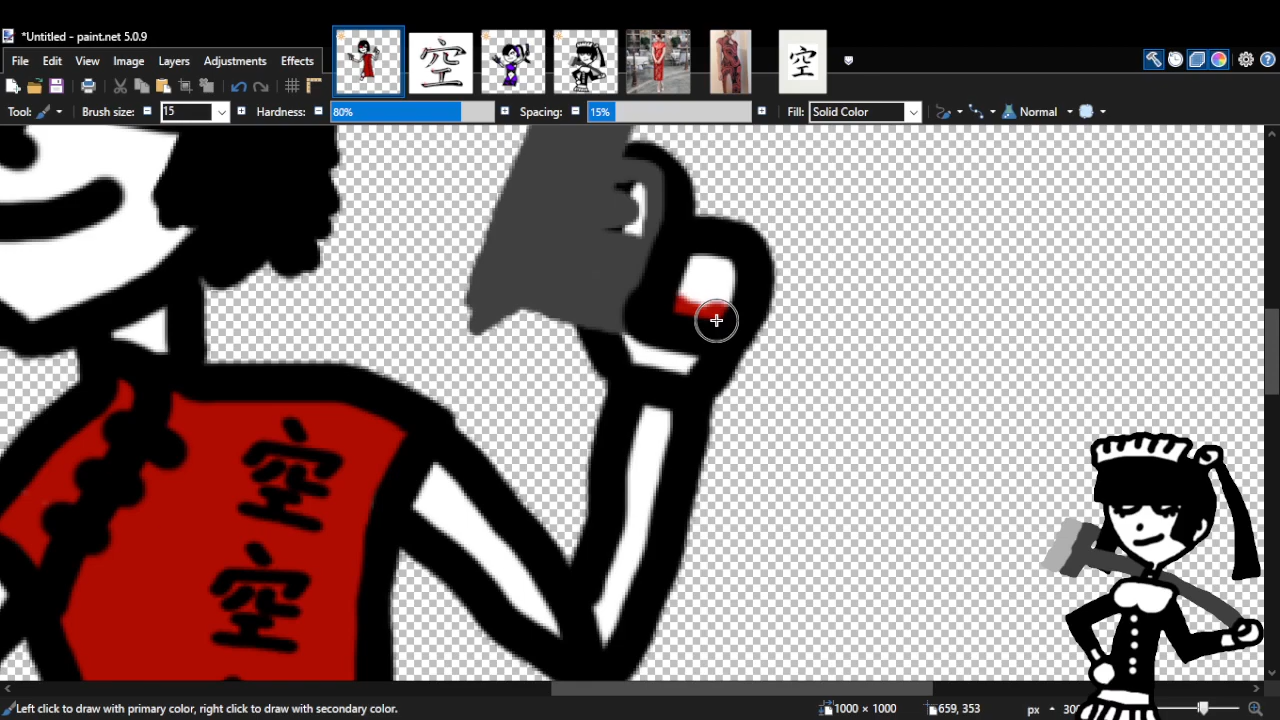 *Untitled - paint.net 5.0.9
空
空
File Edit View Image Layers Adjustments Effects
Tool: Brush size: 15 Hardness: 80% Spacing: 15% Fill: Solid Color Normal
空
空
Left click to draw with primary color, right click to draw with secondary color. 1000 × 1000 659, 353 px